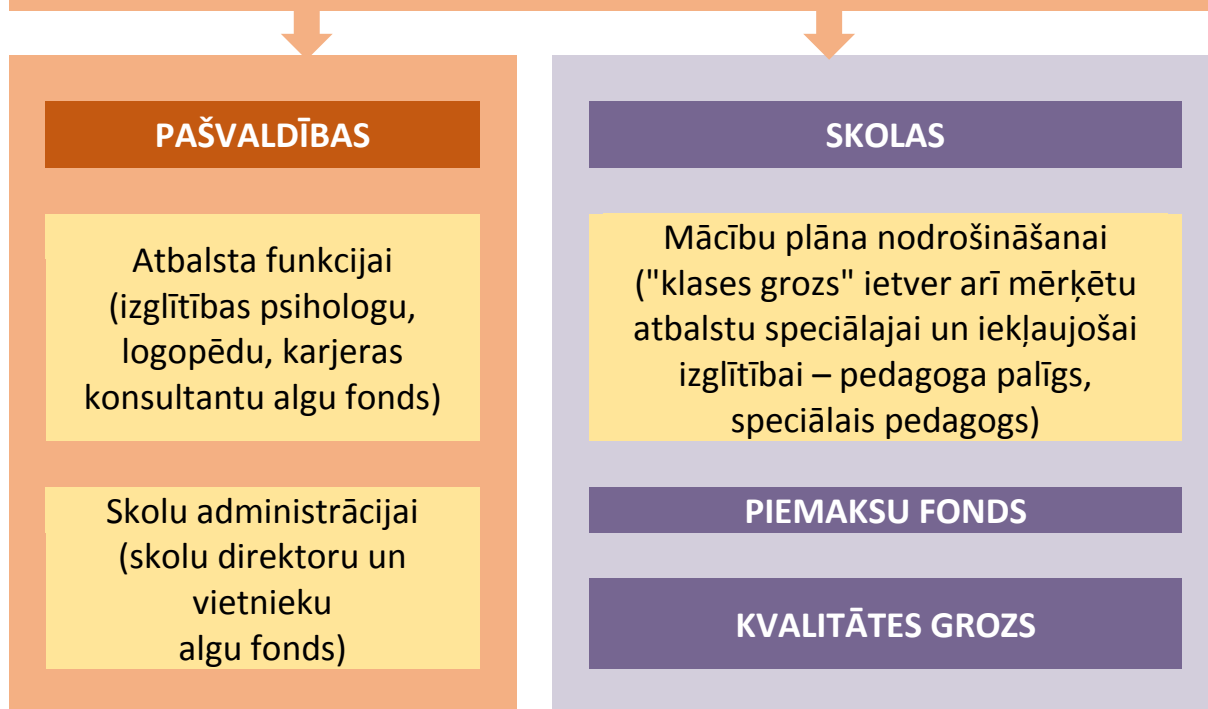 PAŠVALDĪBAS
Atbalsta funkcijai
(izglītības psihologu,
logopēdu, karjeras
konsultantu algu fonds)
Skolu administrācijai
(skolu direktoru un
vietnieku
algu fonds)
SKOLAS
Mācību plāna nodrošināšanai
("klases grozs" ietver arī mērķētu
atbalstu speciālajai un iekļaujošai
izglītībai – pedagoga palīgs,
speciālais pedagogs)
PIEMAKSU FONDS
KVALITĀTES GROZS